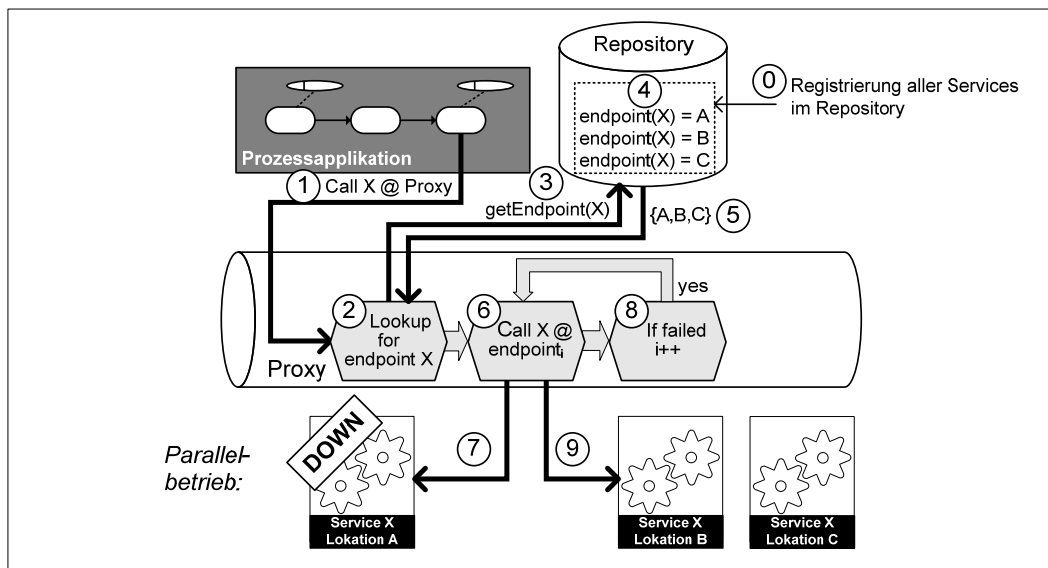 Repository
0
Registrierung aller Services
im Repository
4
endpoint(X) = A
endpoint(X) = B
endpoint(X) = C
Prozessapplikation
1
Call X @ Proxy
3
getEndpoint(X)
{A,B,C}
5
yes
2
Lookup
for
endpoint X
6
Call X @
endpointi
8
If failed
i++
Proxy
Parallel-
betrieb:
DOWN
7
9
Service X
Lokation A
Service X
Lokation B
Service X
Lokation C